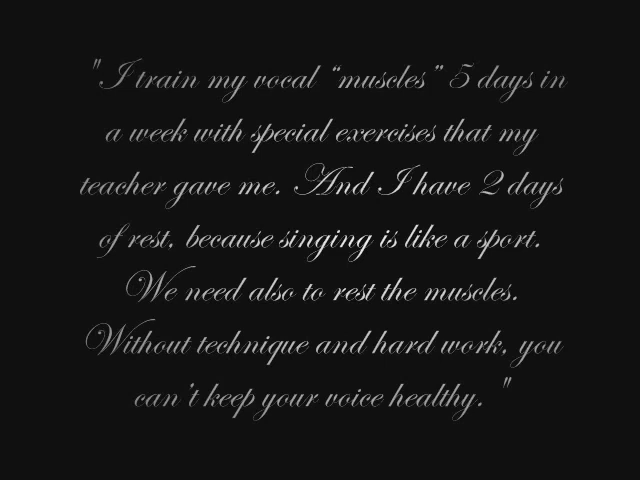 "I train my vocal “muscles” 5 days in
a week with special exercises that my
teacher gave me. And I have 2 days
of rest, because singing is like a sport.
We need also to rest the muscles.
Without technique and hard work, you
can't keep your voice healthy. "